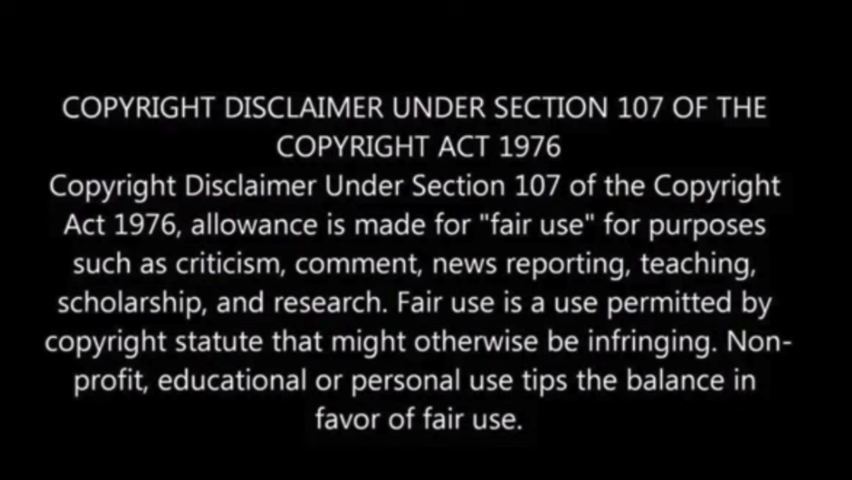 COPYRIGHT DISCLAIMER UNDER SECTION 107 OF THE
COPYRIGHT ACT 1976
Copyright Disclaimer Under Section 107 of the Copyright
Act 1976, allowance is made for "fair use" for purposes
such as criticism, comment, news reporting, teaching,
scholarship, and research. Fair use is a use permitted by
copyright statute that might otherwise be infringing. Non-
profit, educational or personal use tips the balance in
favor of fair use.